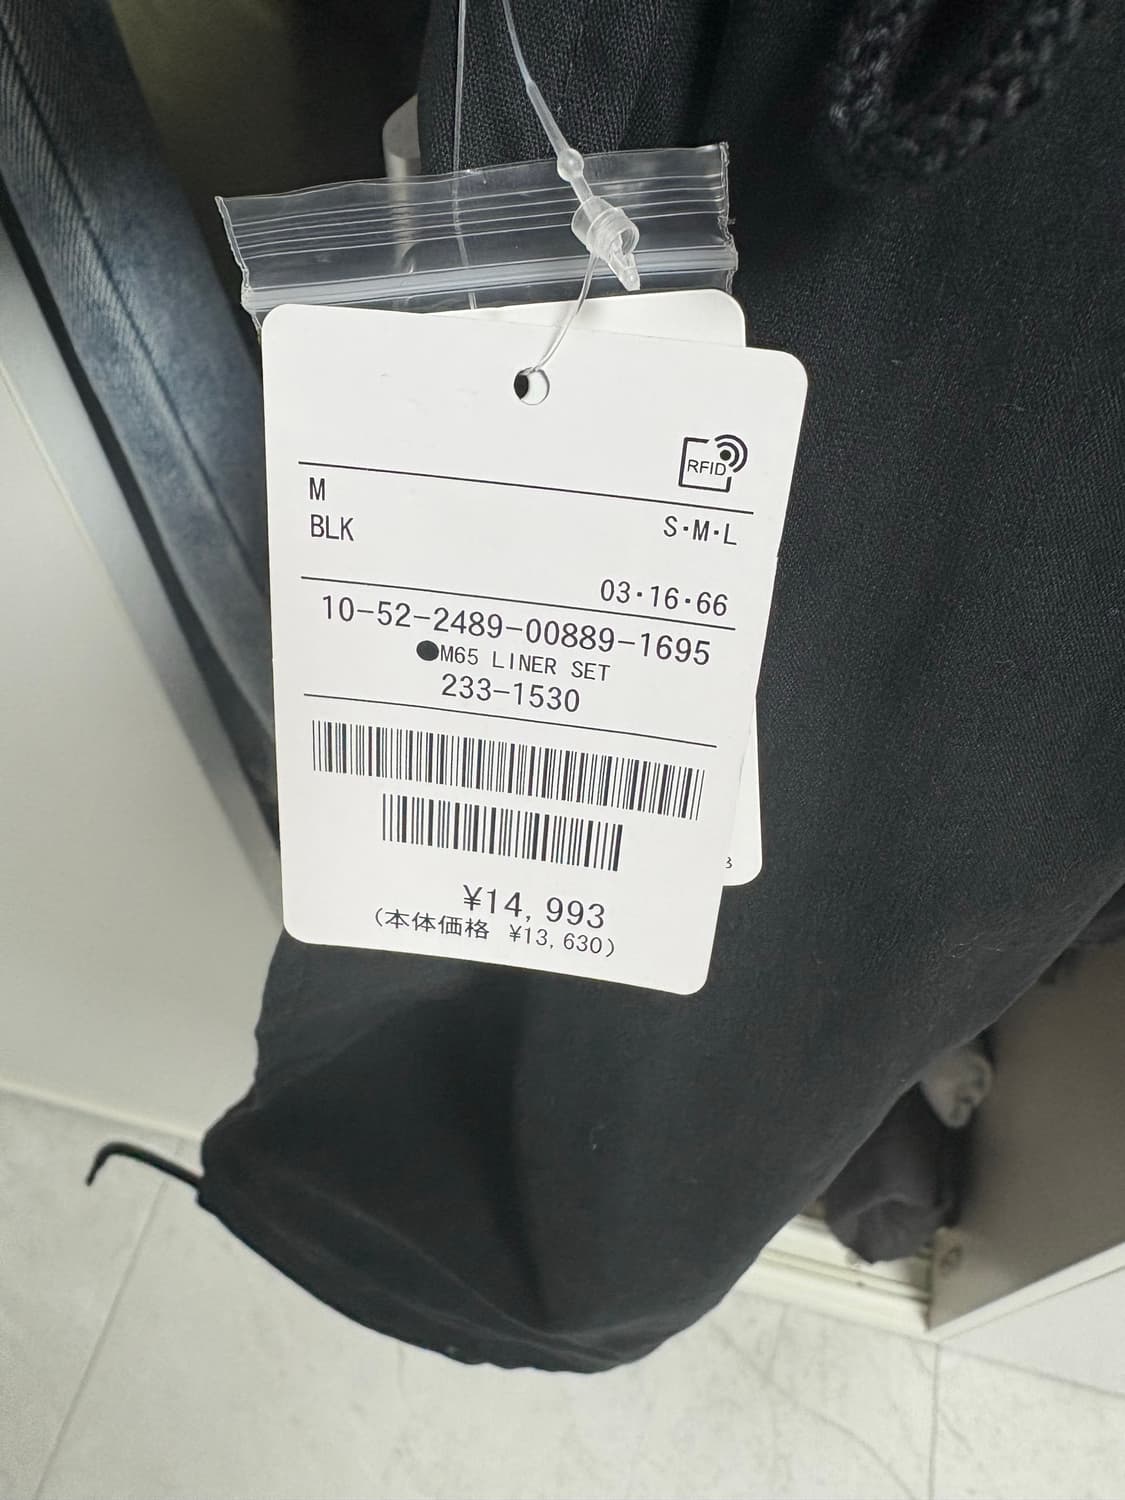 RFID
M
BLK
S・M・L
03・16・66
10-52-2489-00889-1695
●M65 LINER SET
233-1530
¥14,993
(本体価格 ¥13,630)